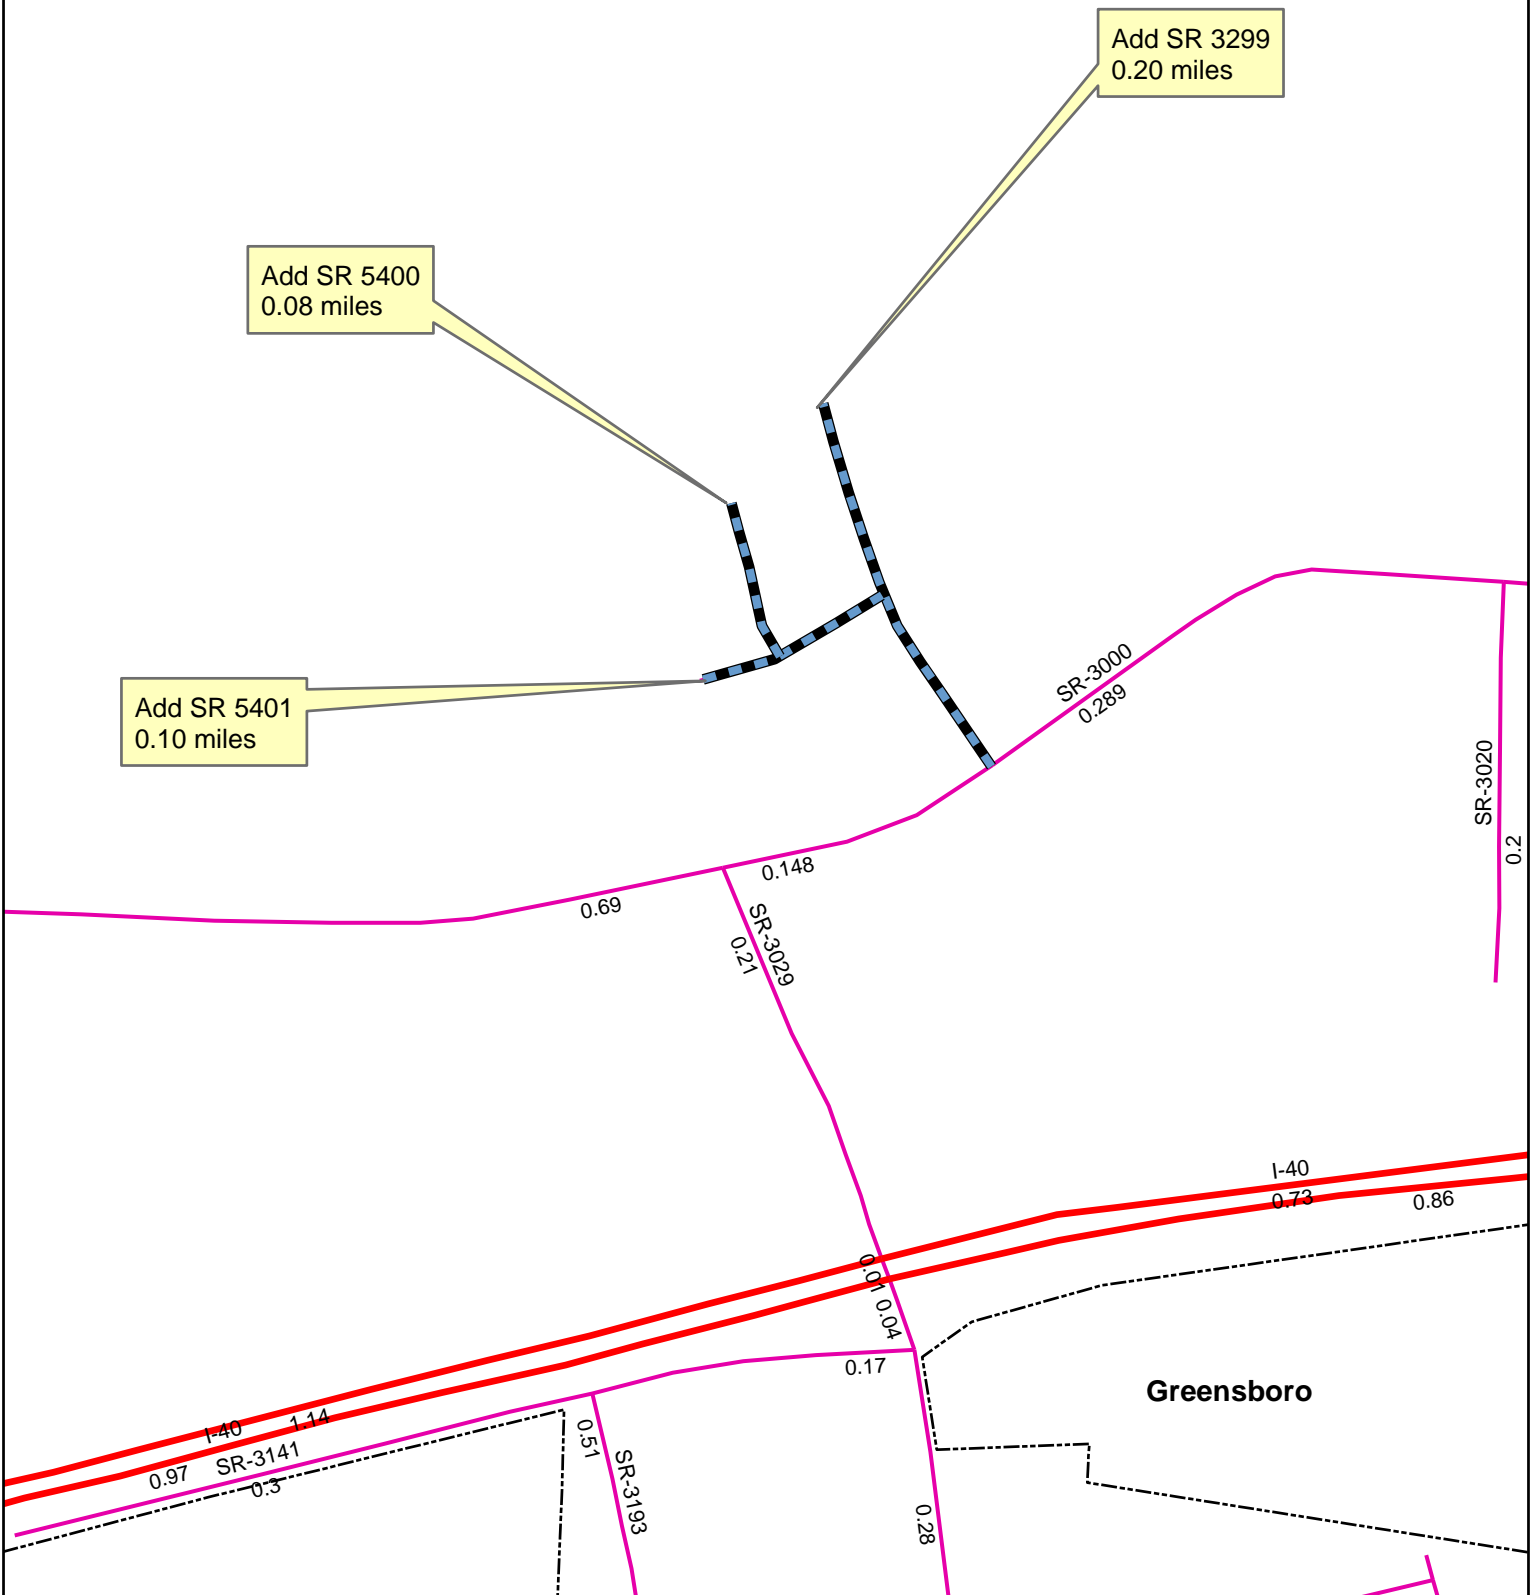 Add SR 3299
0.20 miles
Add SR 5400
0.08 miles
Add SR 5401
0.10 miles
SR-3000
0.289
SR-3020
0.2
0.148
0.69
SR-3029
0.21
I-40
0.73
0.86
0.01
0.04
0.17
Greensboro
I-40
1.14
SR-3141
0.97
0.3
0.51
SR-3193
0.28